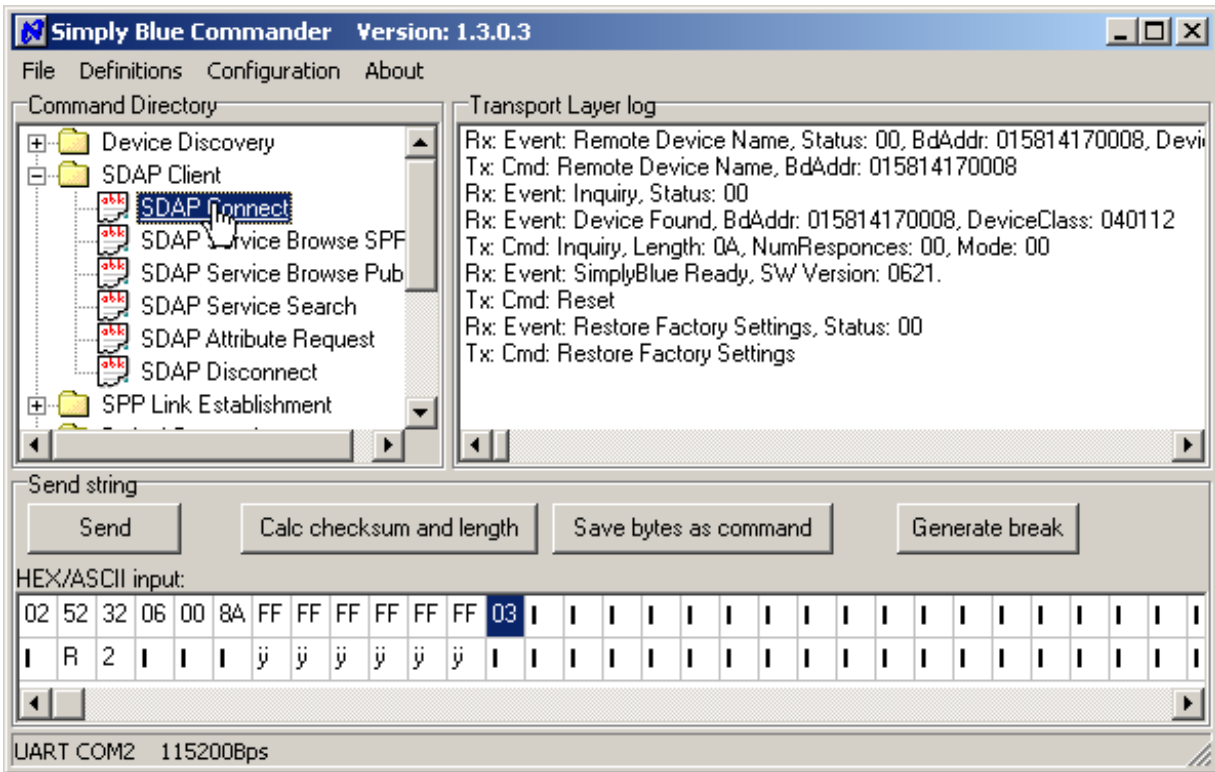 Simply Blue Commander Version: 1.3.0.3
File Definitions Configuration About
Command Directory
Device Discovery
SDAP Client
SDAP Connect
SDAP Service Browse SPP
SDAP Service Browse Pub
SDAP Service Search
SDAP Attribute Request
SDAP Disconnect
SPP Link Establishment
Transport Layer log
Rx: Event: Remote Device Name, Status: 00, BdAddr: 015814170008, Devi
Tx: Cmd: Remote Device Name, BdAddr: 015814170008
Rx: Event: Inquiry, Status: 00
Rx: Event: Device Found, BdAddr: 015814170008, DeviceClass: 040112
Tx: Cmd: Inquiry, Length: 0A, NumResponces: 00, Mode: 00
Rx: Event: SimplyBlue Ready, SW Version: 0621.
Tx: Cmd: Reset
Rx: Event: Restore Factory Settings, Status: 00
Tx: Cmd: Restore Factory Settings
Send string
Send Calc checksum and length Save bytes as command Generate break
HEX/ASCII input:
02 52 32 06 00 8A FF FF FF FF FF FF 03
R 2 ÿ ÿ ÿ ÿ ÿ ÿ
UART COM2 115200Bps